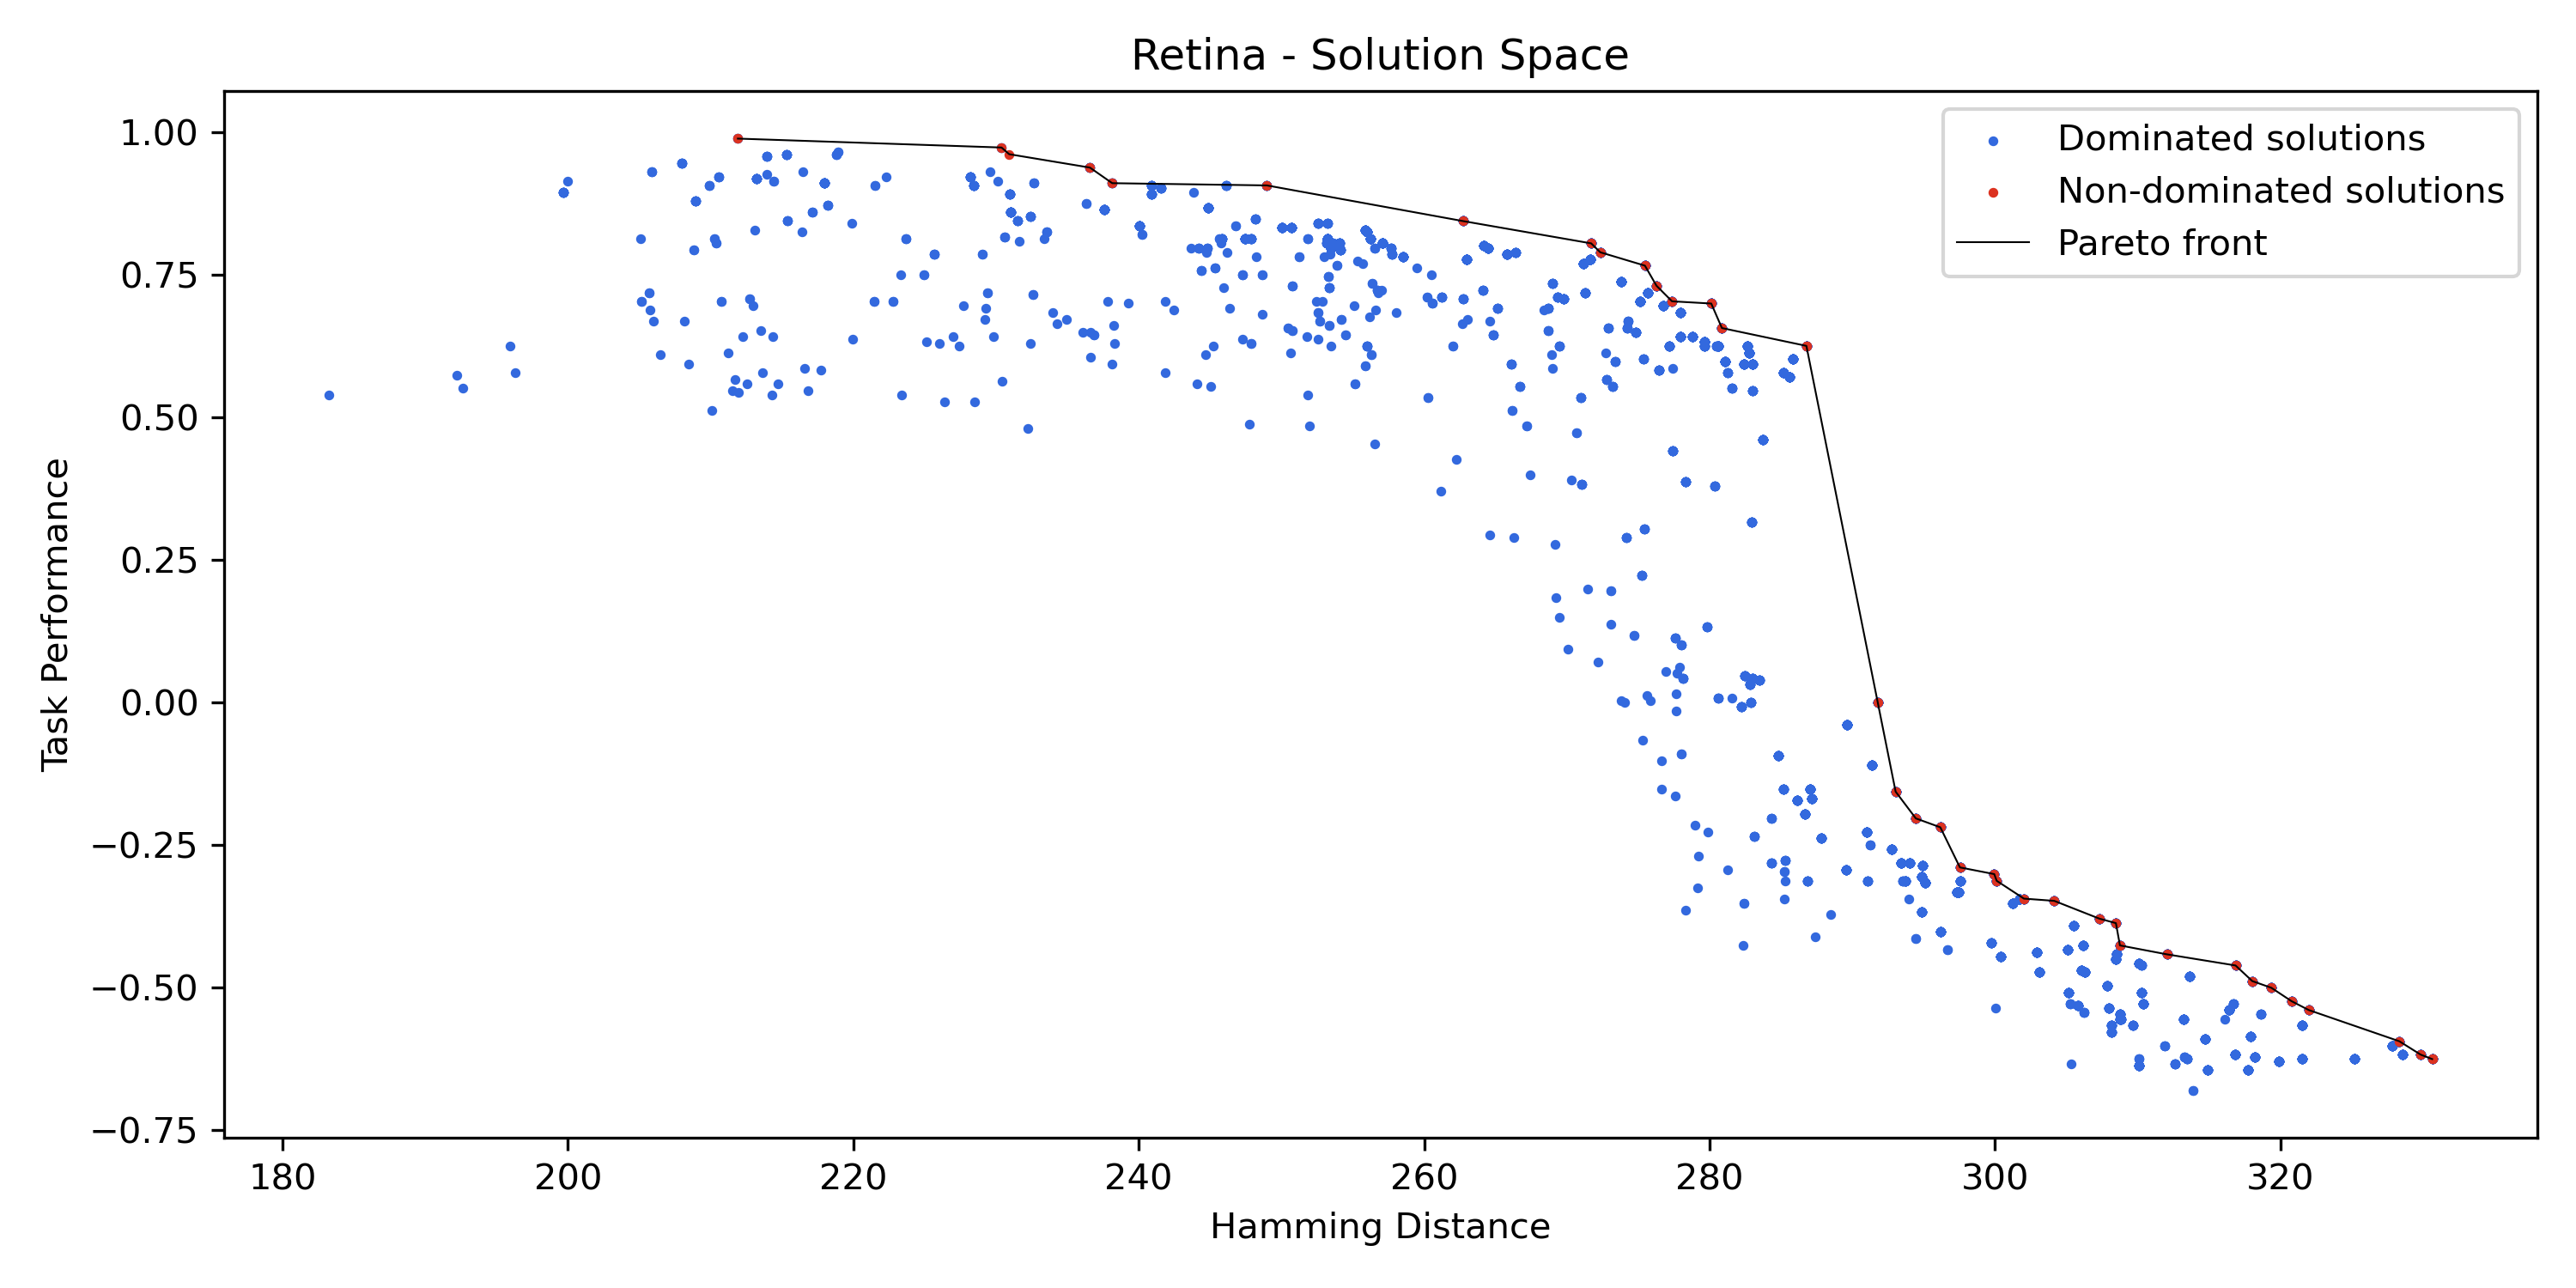 Retina - Solution Space
Dominated solutions
Non-dominated solutions
Pareto front
1.00
0.75
0.50
0.25
0.00
−0.25
−0.50
−0.75
Task Performance
180 200 220 240 260 280 300 320
Hamming Distance